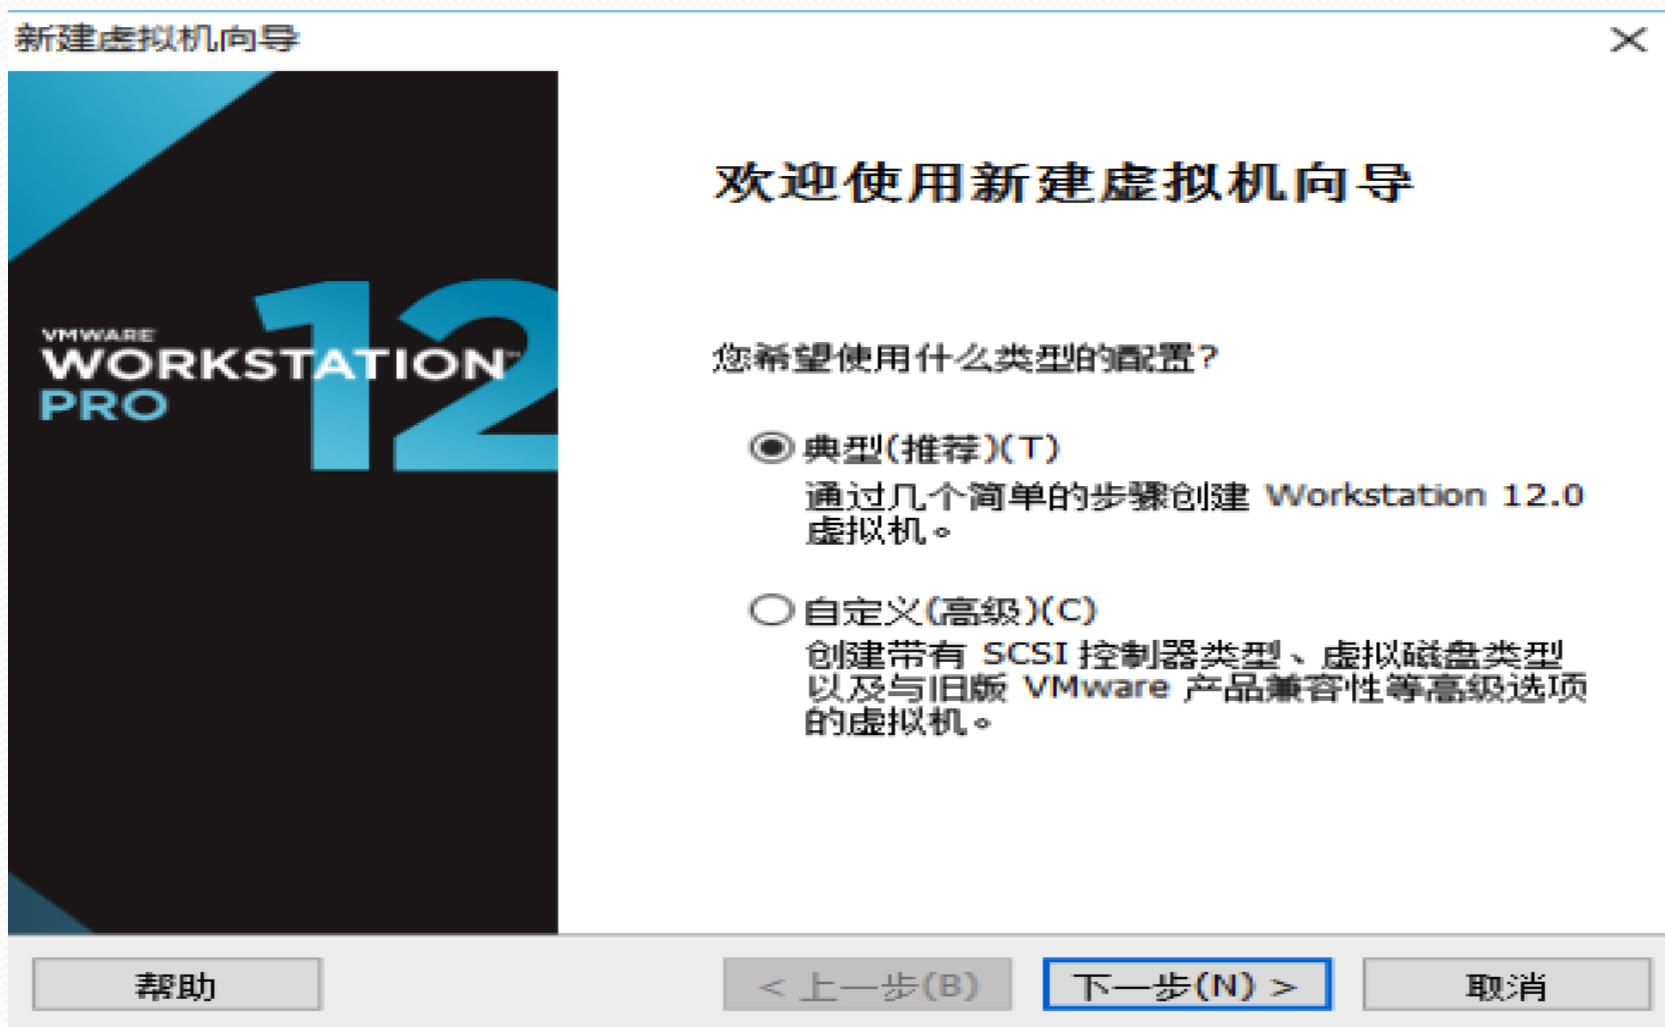 新建虚拟机向导
VMWARE
WORKSTATION™
PRO
12
欢迎使用新建虚拟机向导
您希望使用什么类型的配置?
典型(推荐)(T)
通过几个简单的步骤创建 Workstation 12.0
虚拟机。
自定义(高级)(C)
创建带有 SCSI 控制器类型、虚拟磁盘类型
以及与旧版 VMware 产品兼容性等高级选项
的虚拟机。
帮助
< 上一步(B)
下一步(N) >
取消